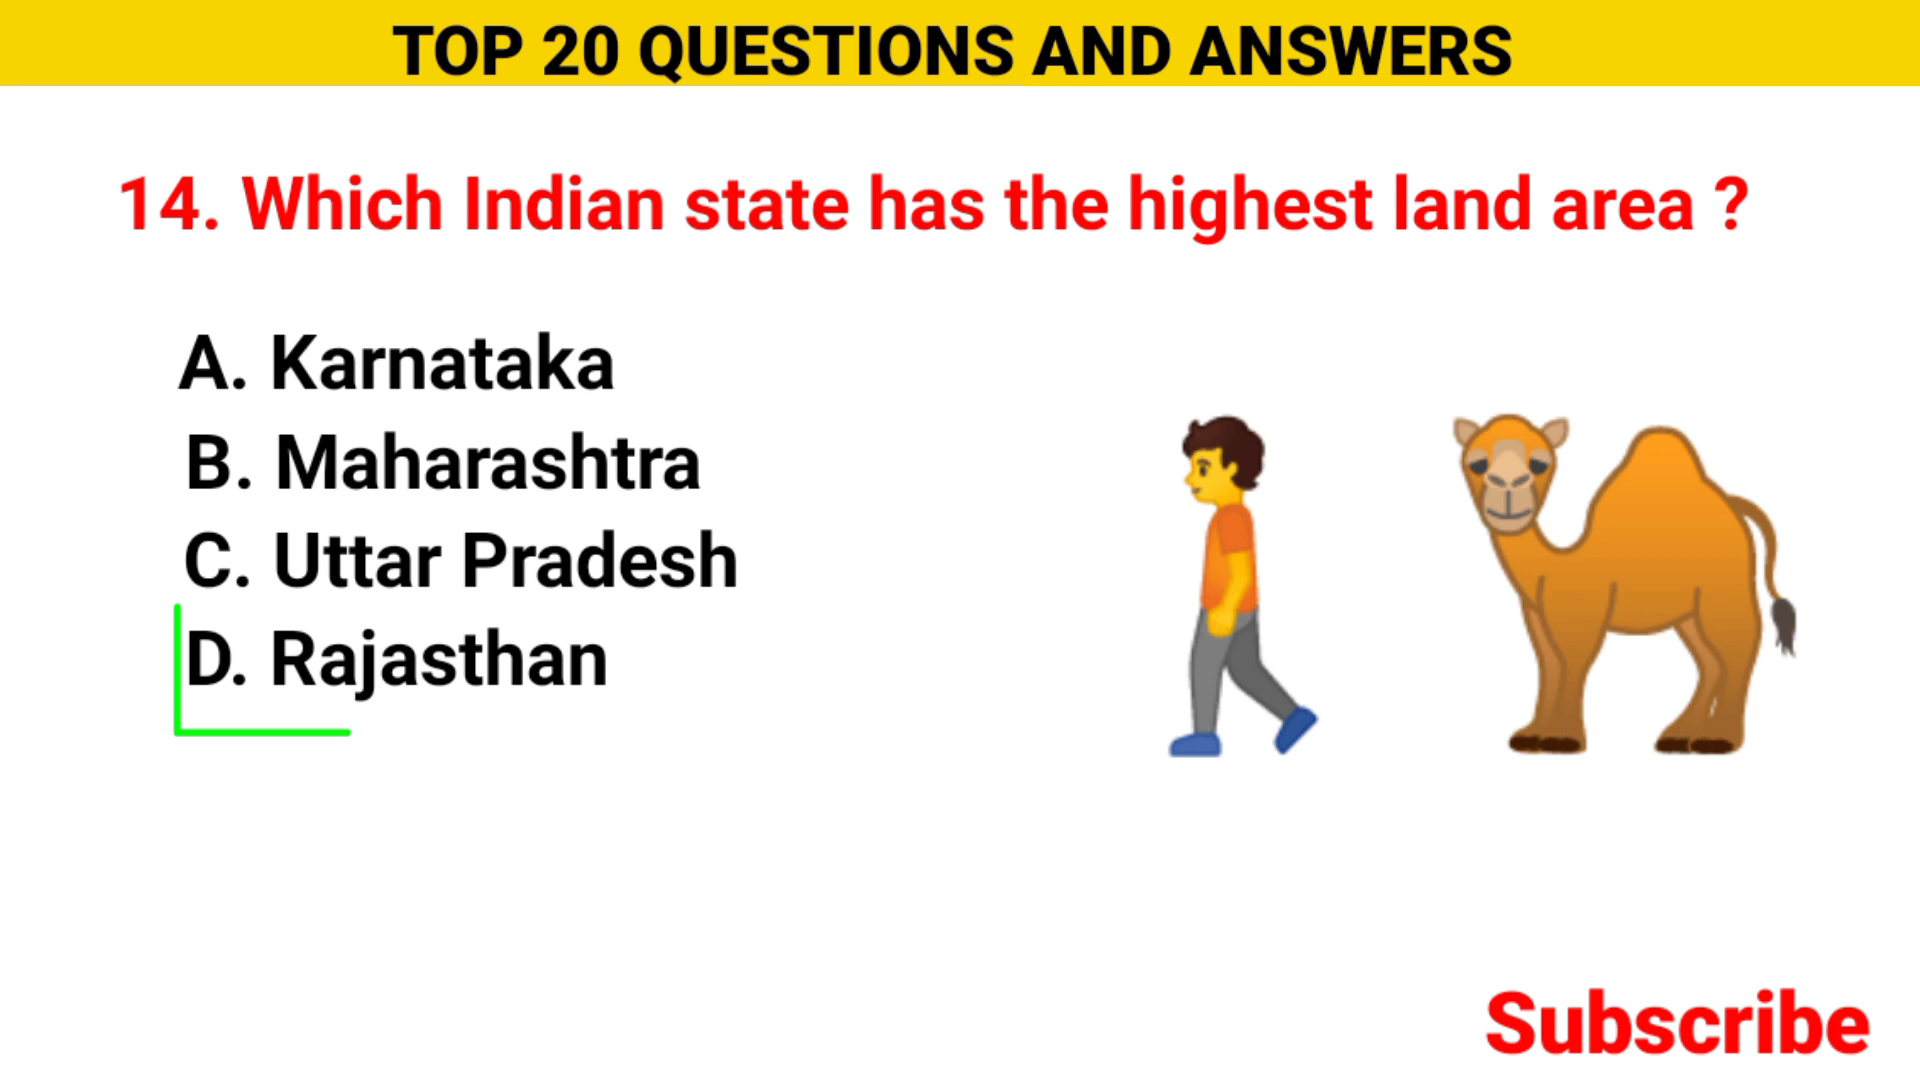 TOP 20 QUESTIONS AND ANSWERS
14. Which Indian state has the highest land area ?
A. Karnataka
B. Maharashtra
C. Uttar Pradesh
D. Rajasthan
Subscribe